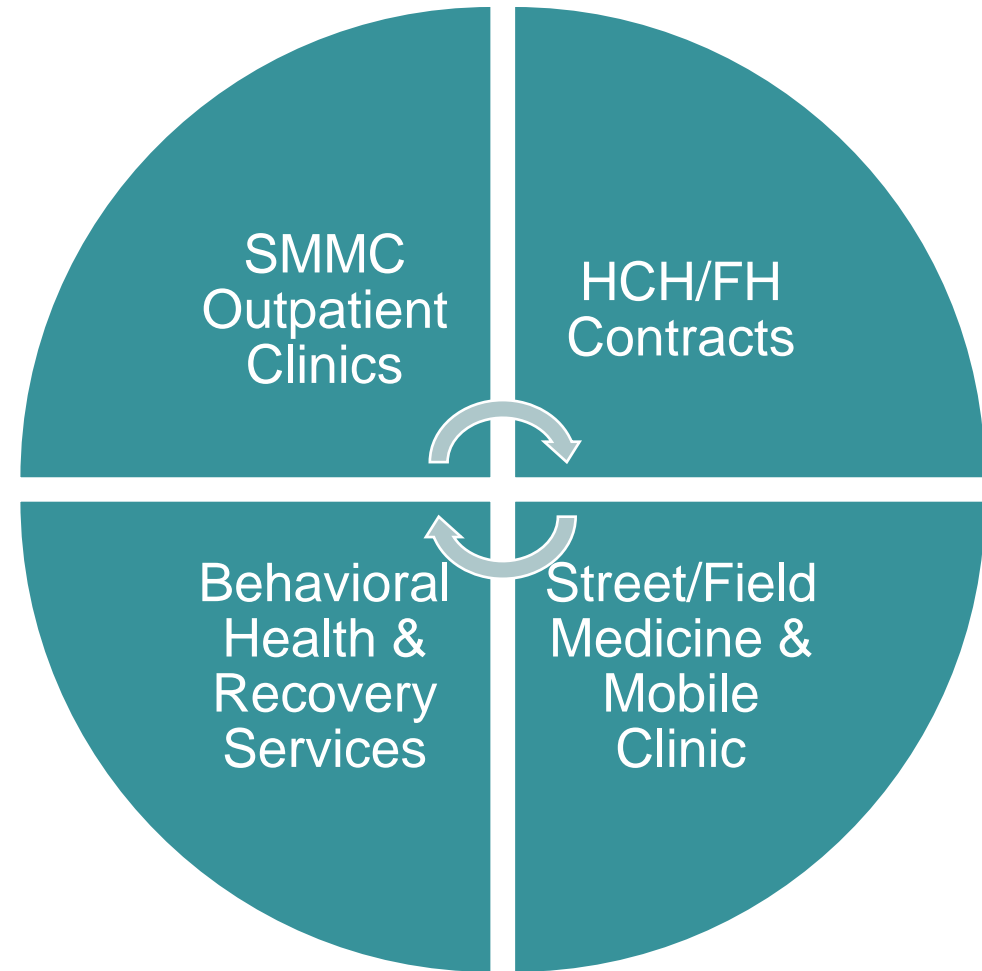 SMMC
Outpatient
Clinics
HCH/FH
Contracts
Behavioral
Health &
Recovery
Services
Street/Field
Medicine &
Mobile
Clinic